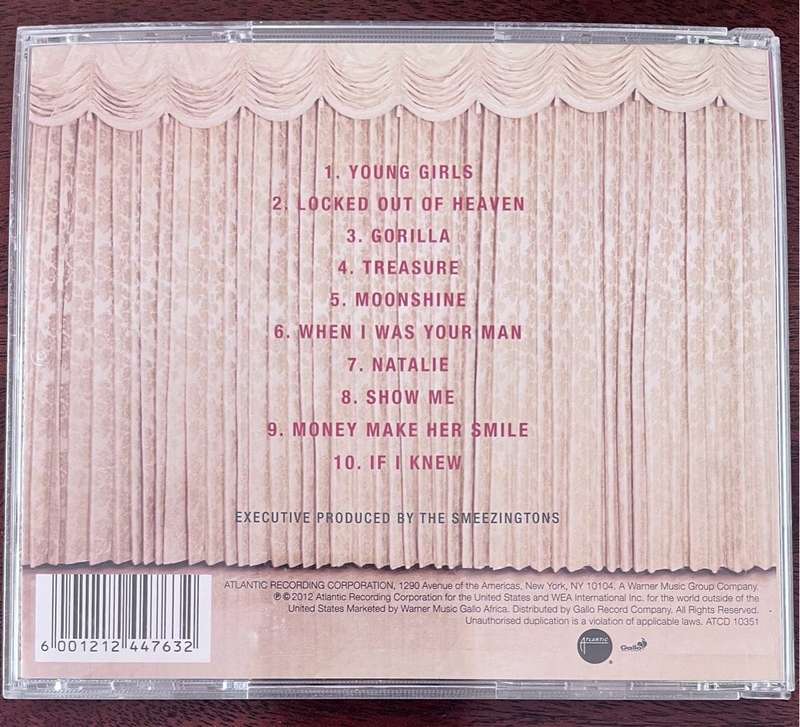 1. YOUNG GIRLS
2. LOCKED OUT OF HEAVEN
3. GORILLA
4. TREASURE
5. MOONSHINE
6. WHEN I WAS YOUR MAN
7. NATALIE
8. SHOW ME
9. MONEY MAKE HER SMILE
10. IF I KNEW
EXECUTIVE PRODUCED BY THE SMEEZINGTONS
ATLANTIC RECORDING CORPORATION, 1290 Avenue of the Americas, New York, NY 10104. A Warner Music Group Company.
℗ © 2012 Atlantic Recording Corporation for the United States and WEA International Inc. for the world outside of the
United States Marketed by Warner Music Gallo Africa. Distributed by Gallo Record Company. All Rights Reserved.
Unauthorised duplication is a violation of applicable laws. ATCD 10351
6 001212 447632
ATLANTIC
®
Gallo